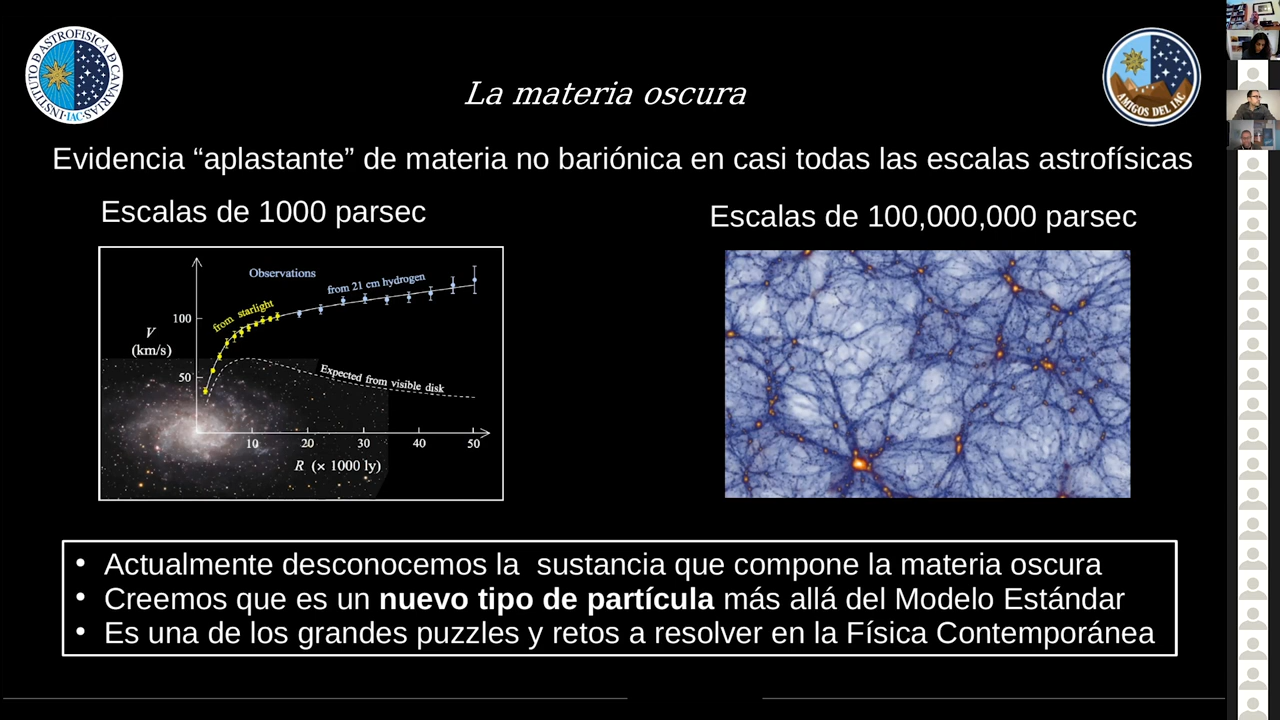 INSTITUTO DE ASTROFISICA DE CANARIAS
·IAC·
AMIGOS DEL IAC
La materia oscura
Evidencia “aplastante” de materia no bariónica en casi todas las escalas astrofísicas
Escalas de 1000 parsec
Escalas de 100,000,000 parsec
Observations
from 21 cm hydrogen
from starlight
100
V
(km/s)
50
Expected from visible disk
10 20 30 40 50
R (× 1000 ly)
• Actualmente desconocemos la  sustancia que compone la materia oscura
• Creemos que es un nuevo tipo de partícula más allá del Modelo Estándar
• Es una de los grandes puzzles y retos a resolver en la Física Contemporánea